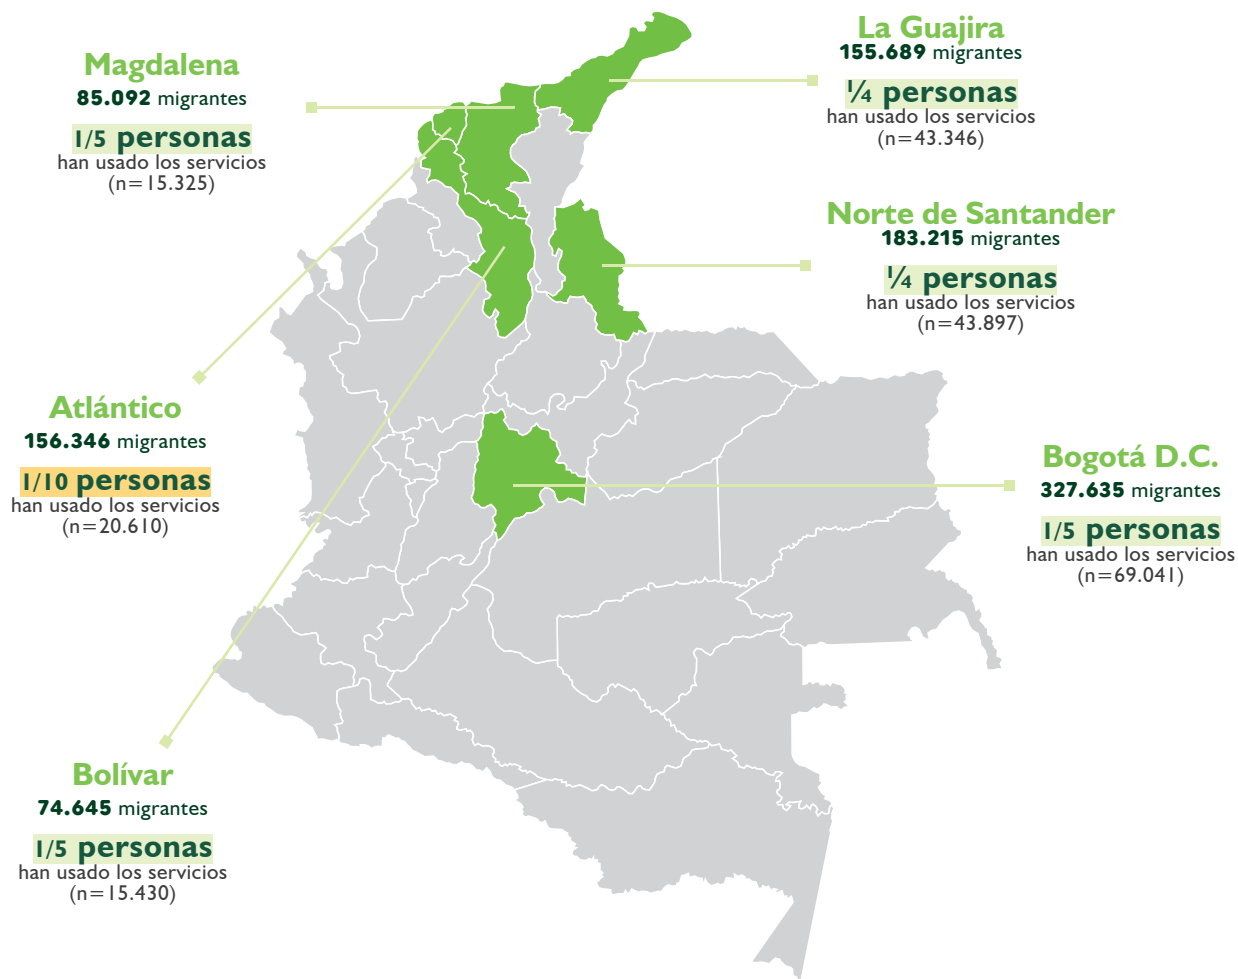 Magdalena
85.092 migrantes
1/5 personas
han usado los servicios
(n=15.325)
La Guajira
155.689 migrantes
¼ personas
han usado los servicios
(n=43.346)
Norte de Santander
183.215 migrantes
¼ personas
han usado los servicios
(n=43.897)
Atlántico
156.346 migrantes
1/10 personas
han usado los servicios
(n=20.610)
Bogotá D.C.
327.635 migrantes
1/5 personas
han usado los servicios
(n=69.041)
Bolívar
74.645 migrantes
1/5 personas
han usado los servicios
(n=15.430)